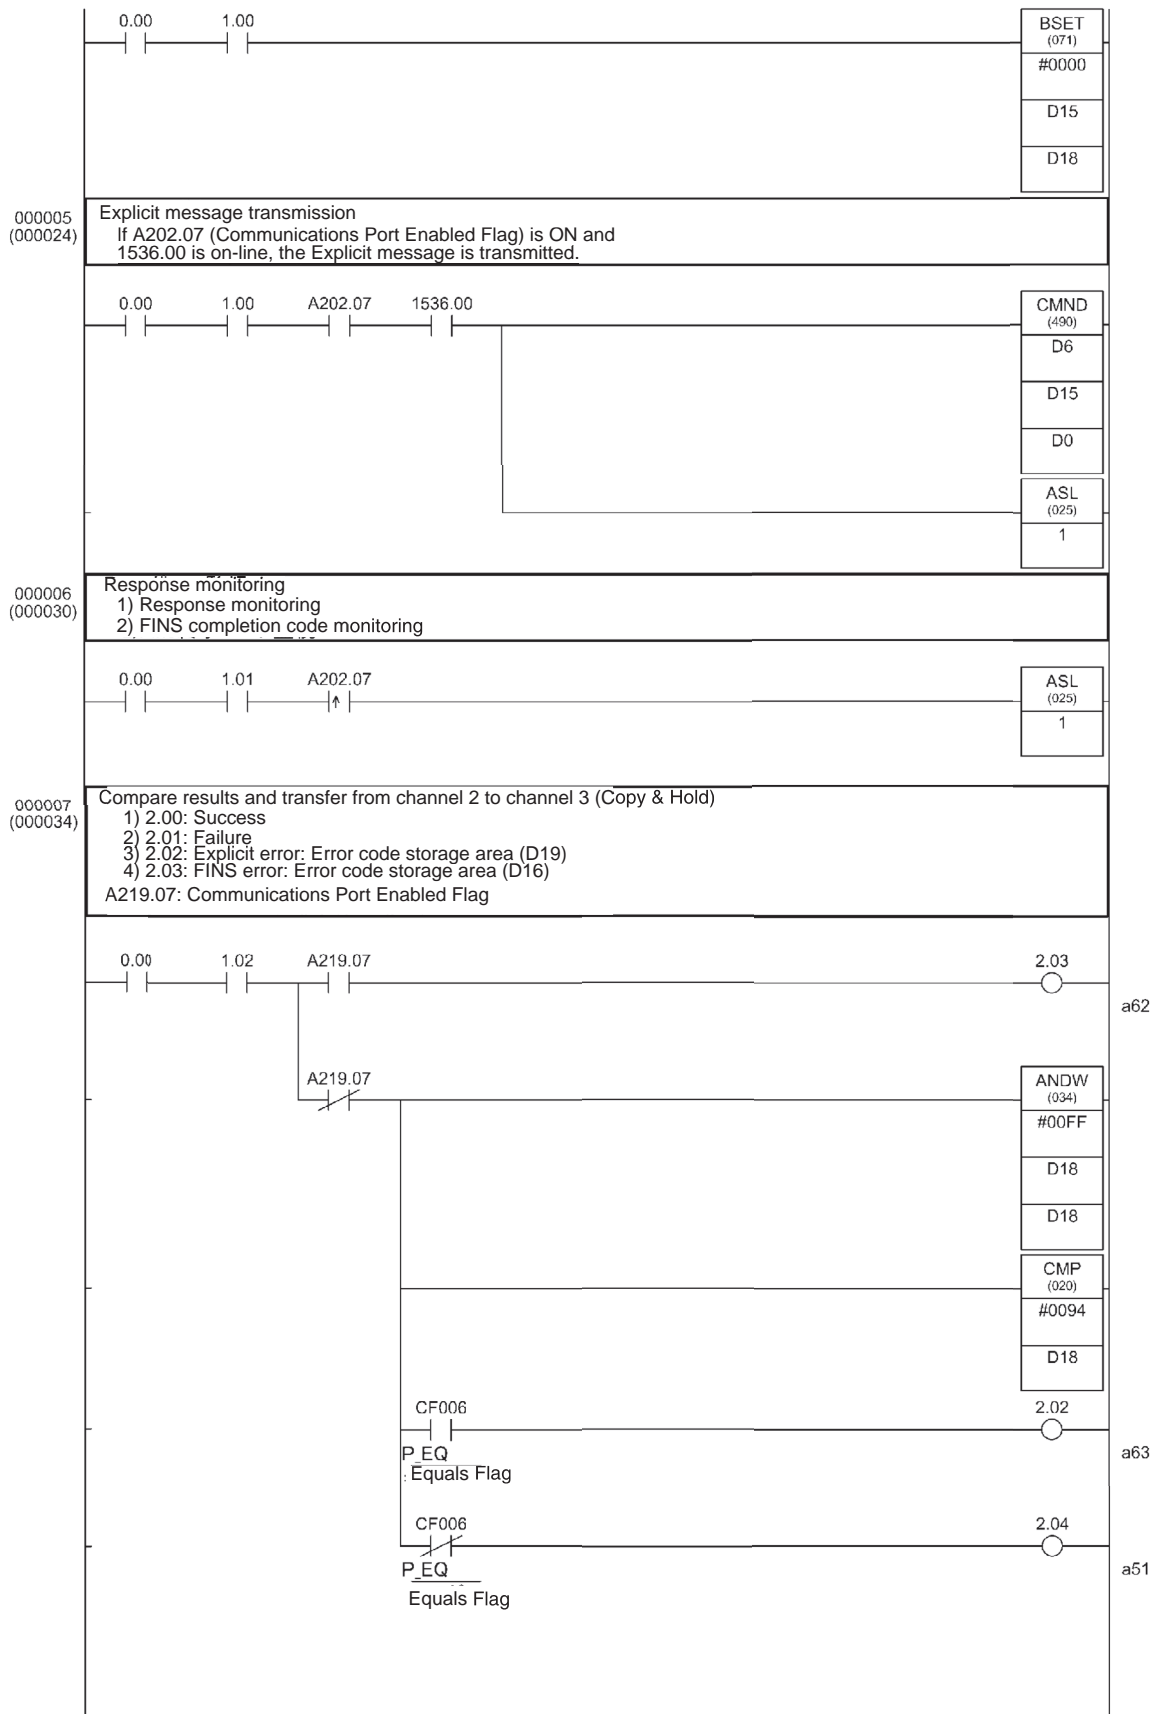 0.00 1.00 BSET
(071)
#0000
D15
D18
000005 Explicit message transmission
(000024) If A202.07 (Communications Port Enabled Flag) is ON and
1536.00 is on-line, the Explicit message is transmitted.
0.00 1.00 A202.07 1536.00 CMND
(490)
D6
D15
D0
ASL
(025)
1
000006 Response monitoring
(000030) 1) Response monitoring
2) FINS completion code monitoring
0.00 1.01 A202.07 ASL
(025)
1
000007 Compare results and transfer from channel 2 to channel 3 (Copy & Hold)
(000034) 1) 2.00: Success
2) 2.01: Failure
3) 2.02: Explicit error: Error code storage area (D19)
4) 2.03: FINS error: Error code storage area (D16)
A219.07: Communications Port Enabled Flag
0.00 1.02 A219.07 2.03
a62
A219.07 ANDW
(034)
#00FF
D18
D18
CMP
(020)
#0094
D18
CF006 2.02
P_EQ a63
Equals Flag
CF006 2.04
P_EQ a51
Equals Flag